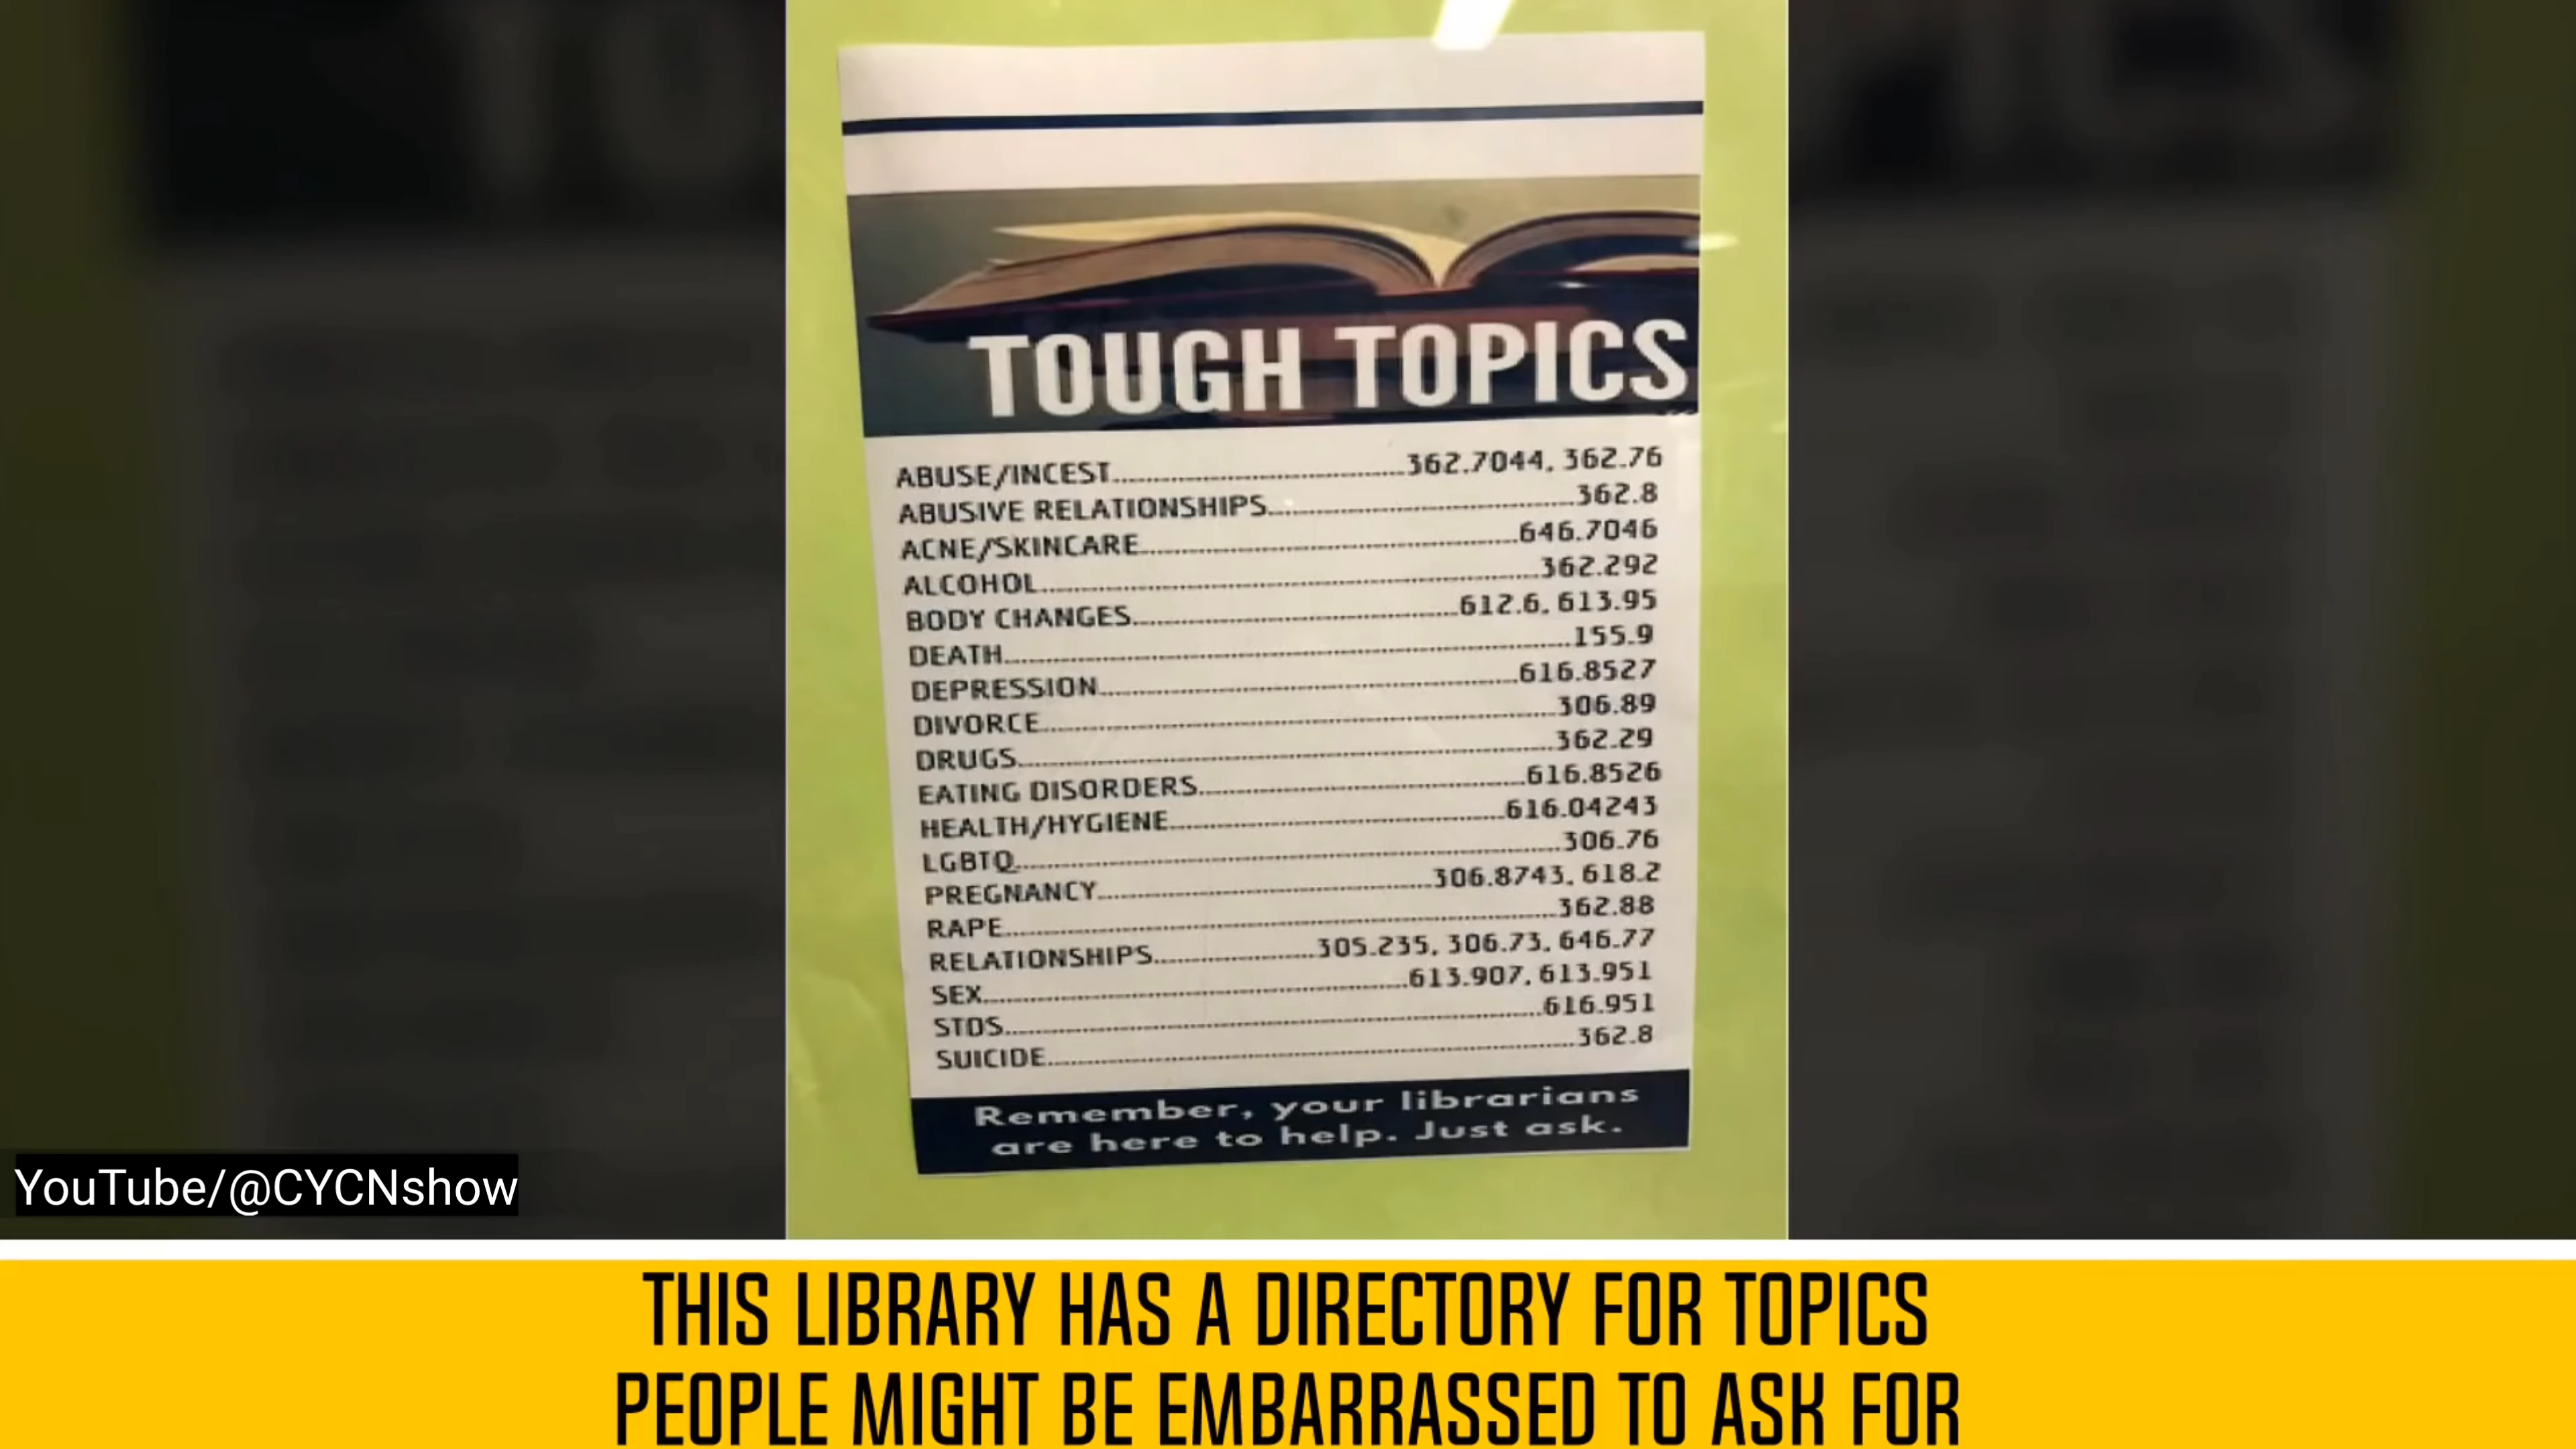 TOUGH TOPICS
ABUSE/INCEST........362.7044, 362.76
ABUSIVE RELATIONSHIPS........362.8
ACNE/SKINCARE........646.7046
ALCOHOL........362.292
BODY CHANGES........612.6, 613.95
DEATH........155.9
DEPRESSION........616.8527
DIVORCE........306.89
DRUGS........362.29
EATING DISORDERS........616.8526
HEALTH/HYGIENE........616.04243
LGBTQ........306.76
PREGNANCY........306.8743, 618.2
RAPE........362.88
RELATIONSHIPS........305.235, 306.73, 646.77
SEX........613.907, 613.951
STDS........616.951
SUICIDE........362.8
Remember, your librarians
are here to help. Just ask.
YouTube/@CYCNshow
THIS LIBRARY HAS A DIRECTORY FOR TOPICS
PEOPLE MIGHT BE EMBARRASSED TO ASK FOR